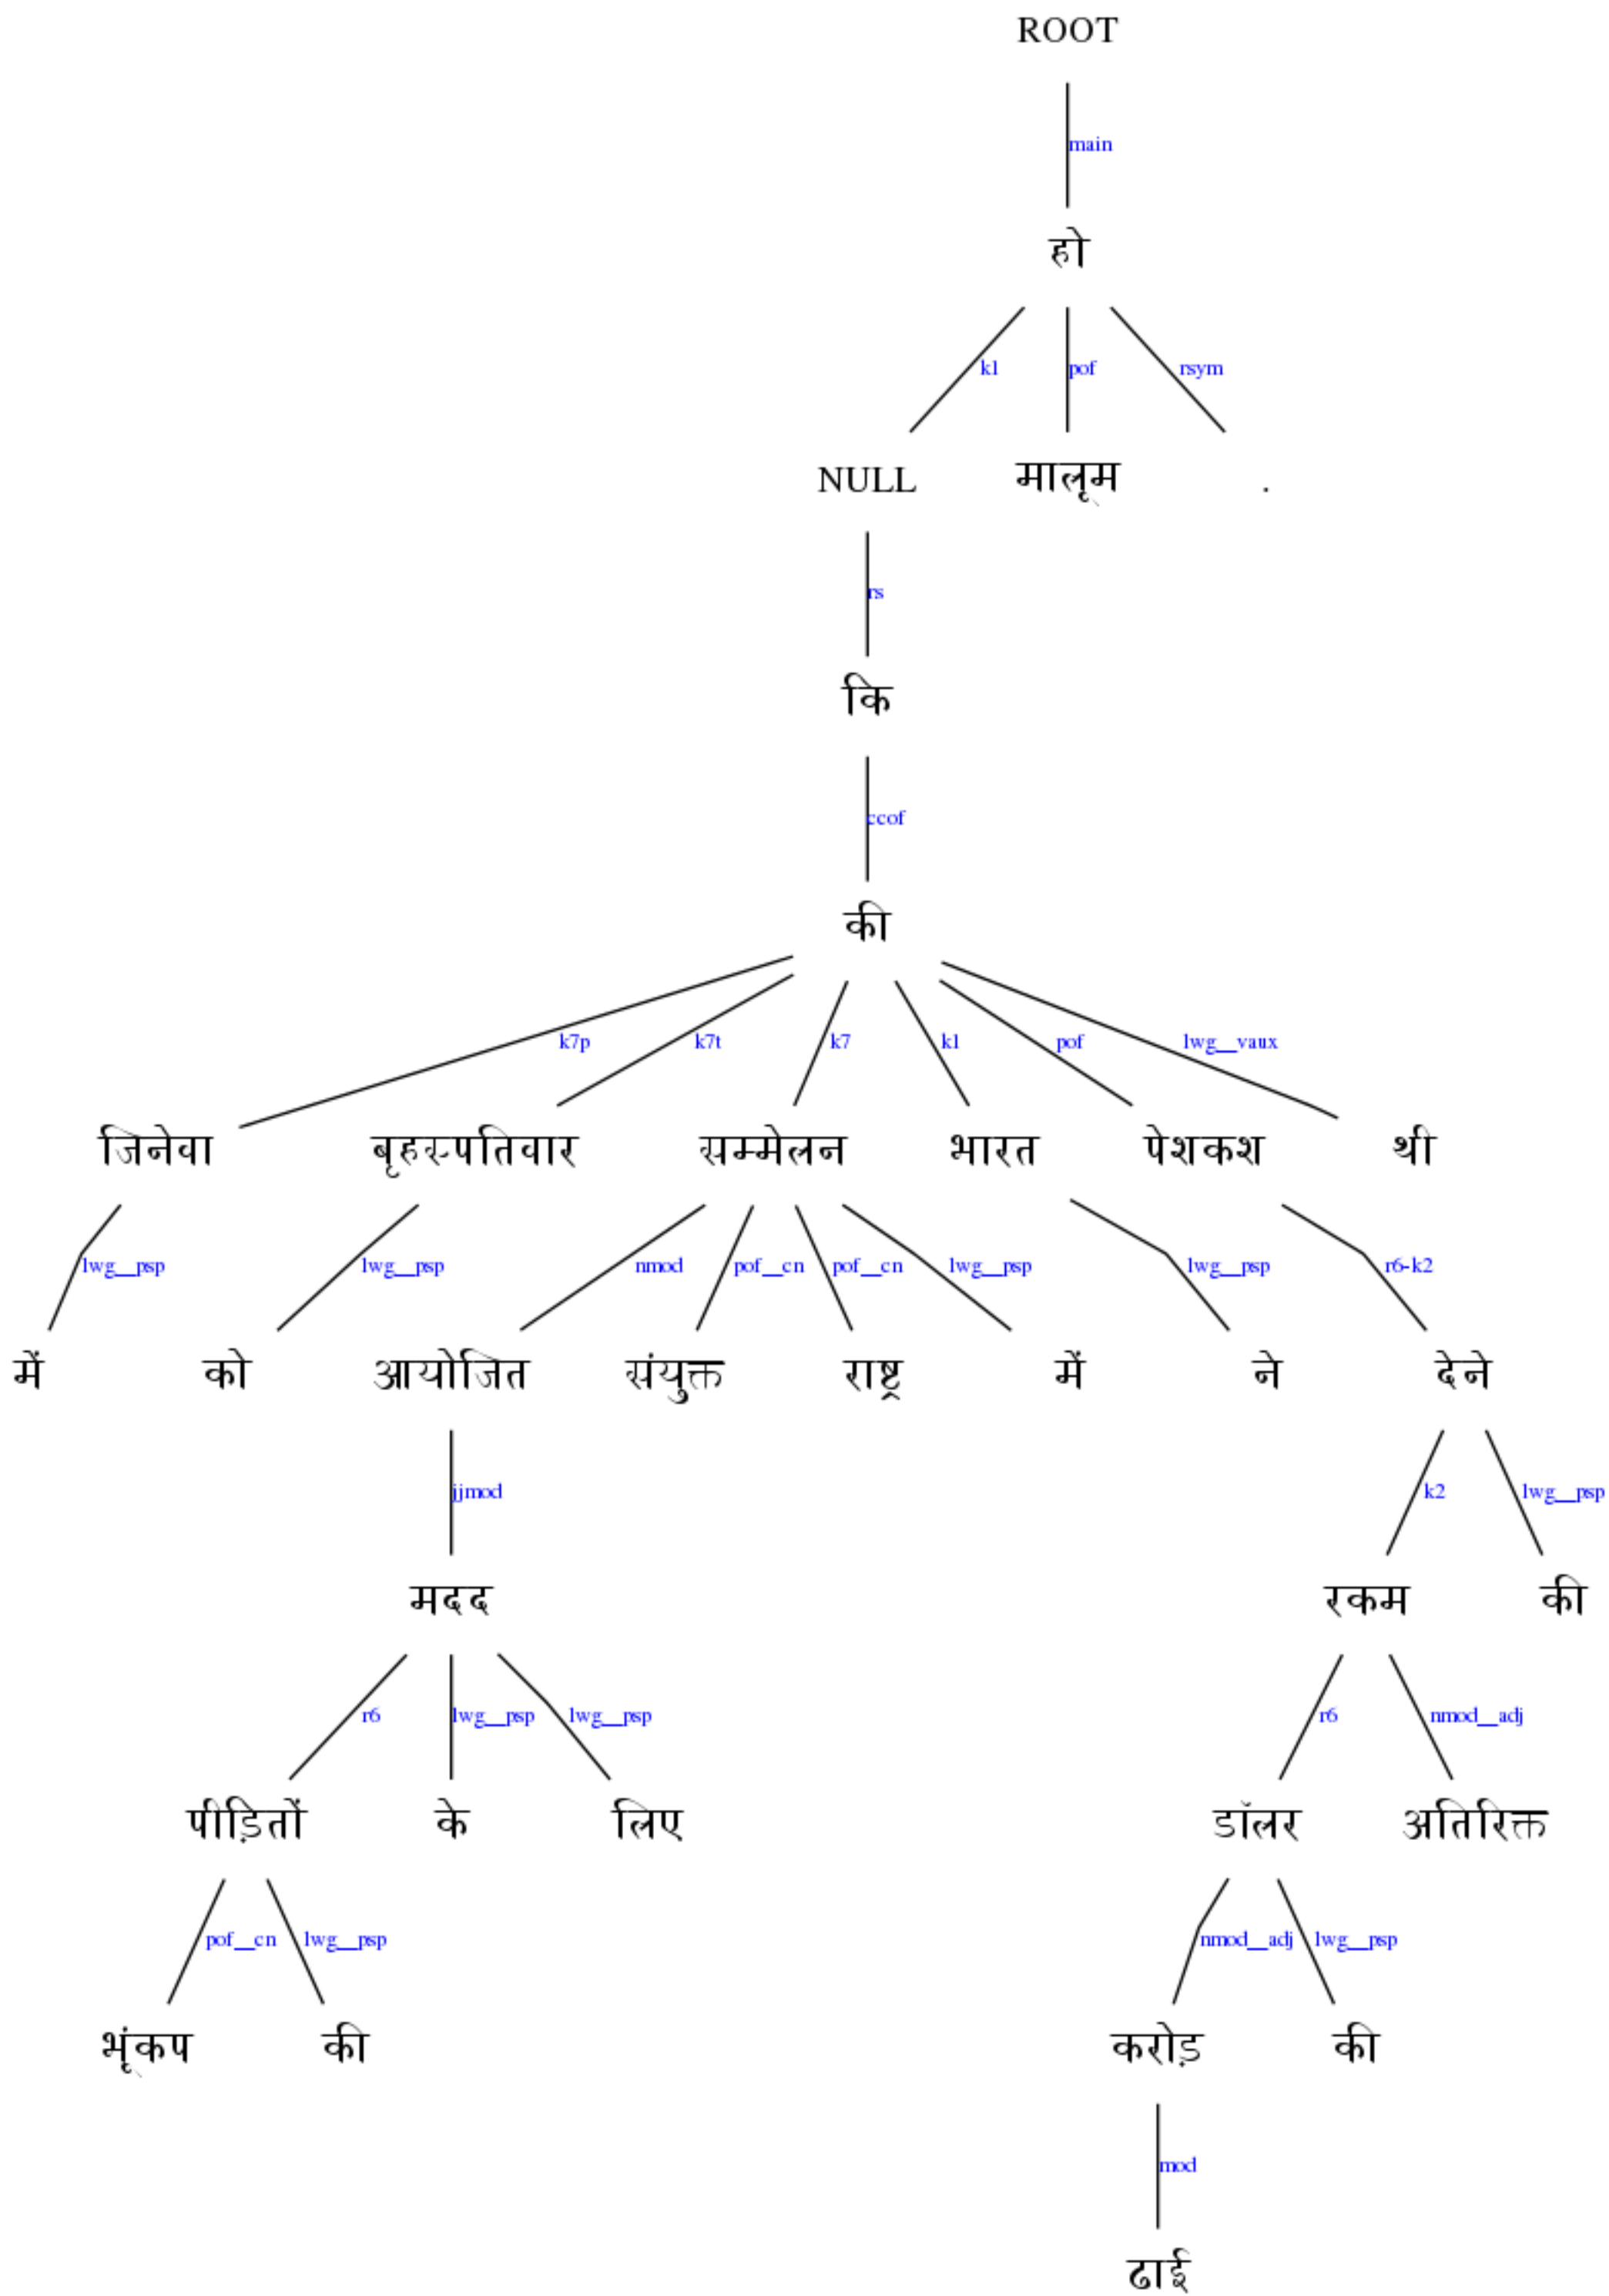 ROOT
main
हो
k1 pof rsym
NULL मालूम .
rs
कि
ccof
की
k7p k7t k7 k1 pof lwg__vaux
जिनेवा बृहस्पतिवार सम्मेलन भारत पेशकश थी
lwg__psp lwg__psp nmod pof__cn pof__cn lwg__psp lwg__psp r6-k2
में को आयोजित संयुक्त राष्ट्र में ने देने
jjmod k2 lwg__psp
मदद रकम की
r6 lwg__psp lwg__psp r6 nmod__adj
पीड़ितों के लिए डॉलर अतिरिक्त
pof__cn lwg__psp nmod__adj lwg__psp
भूंकप की करोड़ की
mod
ढाई